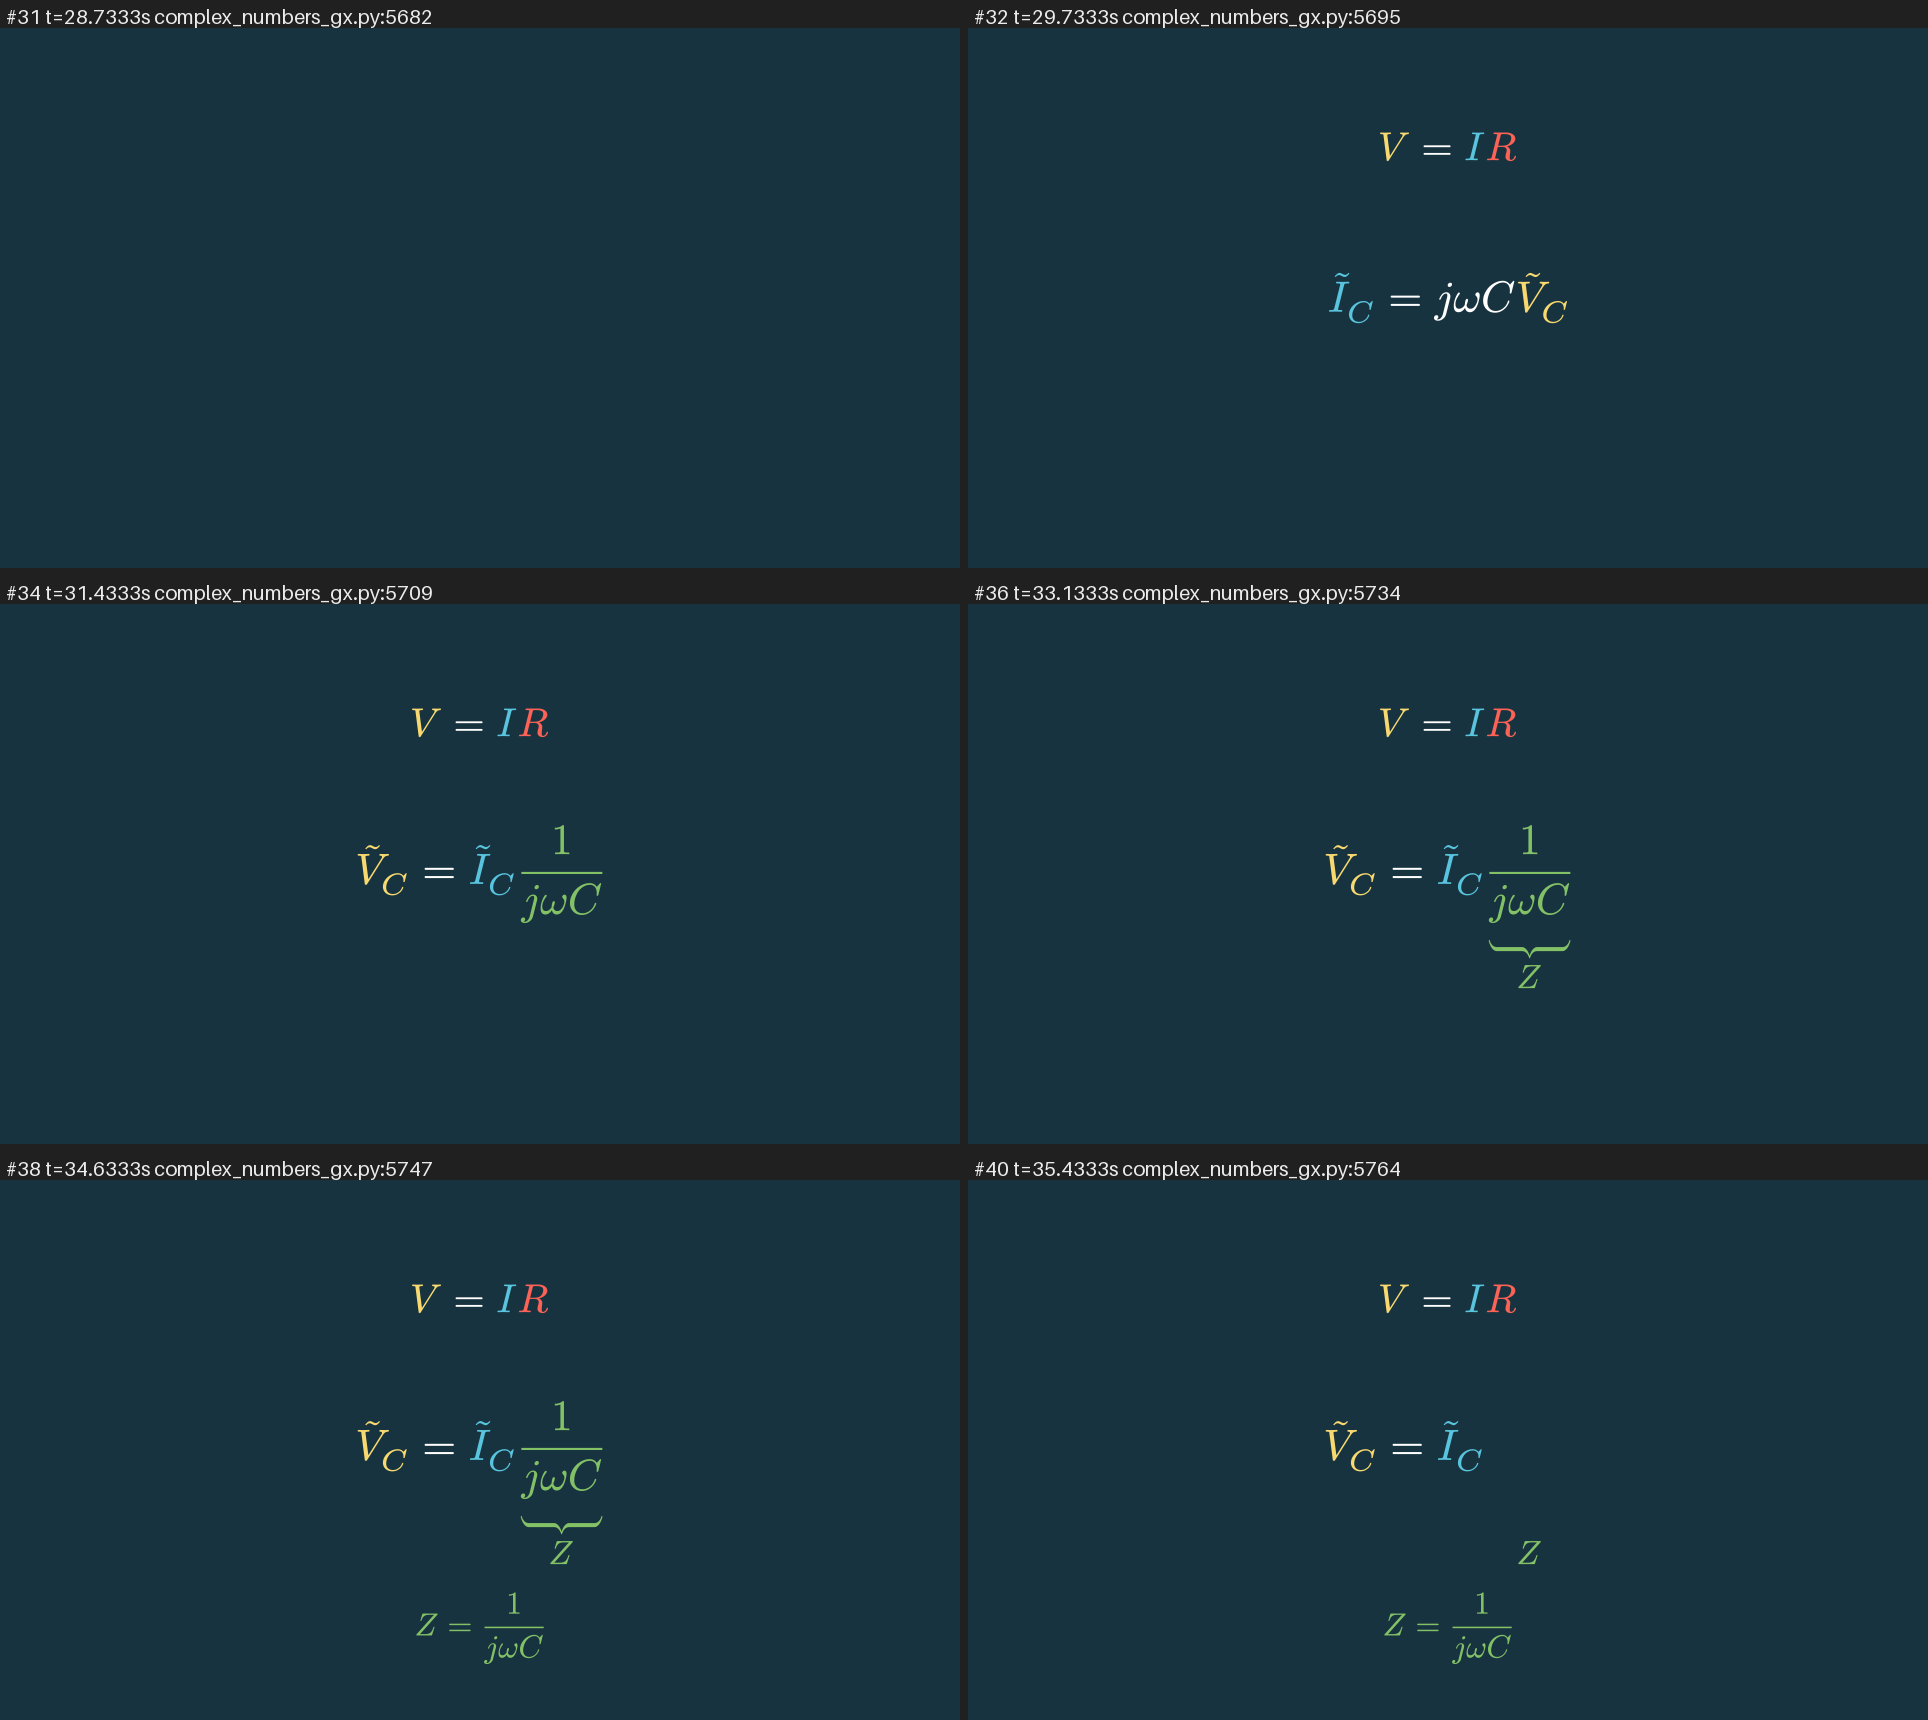 #31 t=28.7333s complex_numbers_gx.py:5682
#32 t=29.7333s complex_numbers_gx.py:5695
V = IR
Ĩ_C = jωCṼ_C
#34 t=31.4333s complex_numbers_gx.py:5709
V = IR
Ṽ_C = Ĩ_C 1/(jωC)
#36 t=33.1333s complex_numbers_gx.py:5734
V = IR
Ṽ_C = Ĩ_C 1/(jωC)
Z
#38 t=34.6333s complex_numbers_gx.py:5747
V = IR
Ṽ_C = Ĩ_C 1/(jωC)
Z
Z = 1/(jωC)
#40 t=35.4333s complex_numbers_gx.py:5764
V = IR
Ṽ_C = Ĩ_C
Z
Z = 1/(jωC)